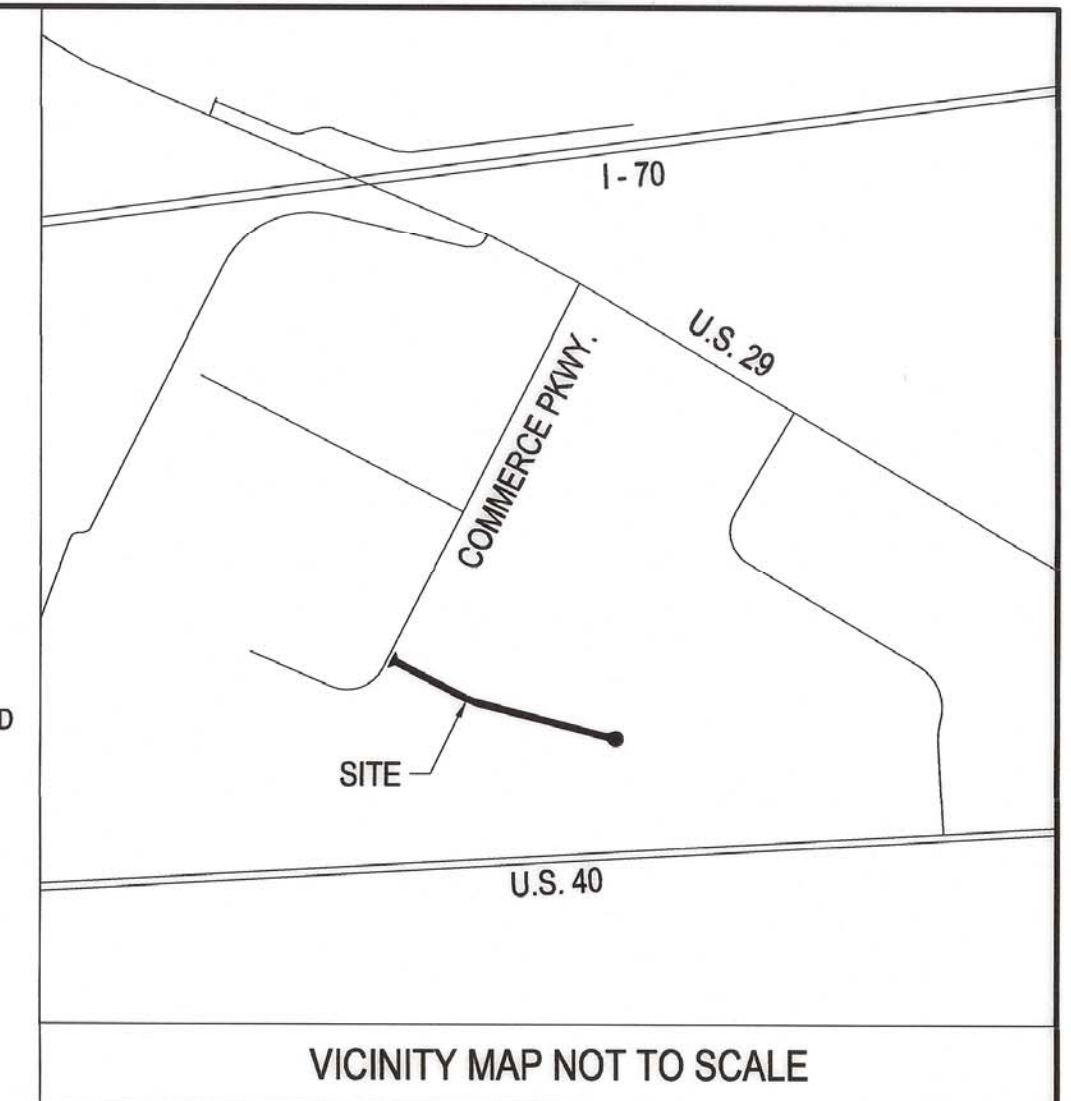 I - 70
U.S. 29
COMMERCE PKWY.
D
SITE
U.S. 40
VICINITY MAP NOT TO SCALE